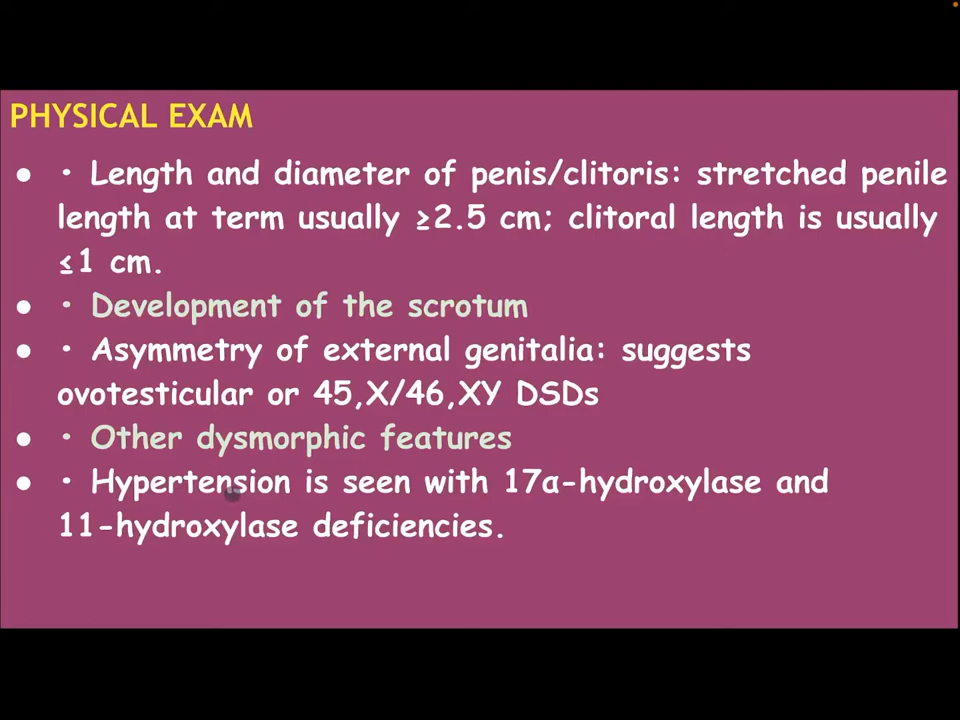 PHYSICAL EXAM
● • Length and diameter of penis/clitoris: stretched penile
length at term usually ≥2.5 cm; clitoral length is usually
≤1 cm.
● • Development of the scrotum
● • Asymmetry of external genitalia: suggests
ovotesticular or 45,X/46,XY DSDs
● • Other dysmorphic features
● • Hypertension is seen with 17α-hydroxylase and
11-hydroxylase deficiencies.